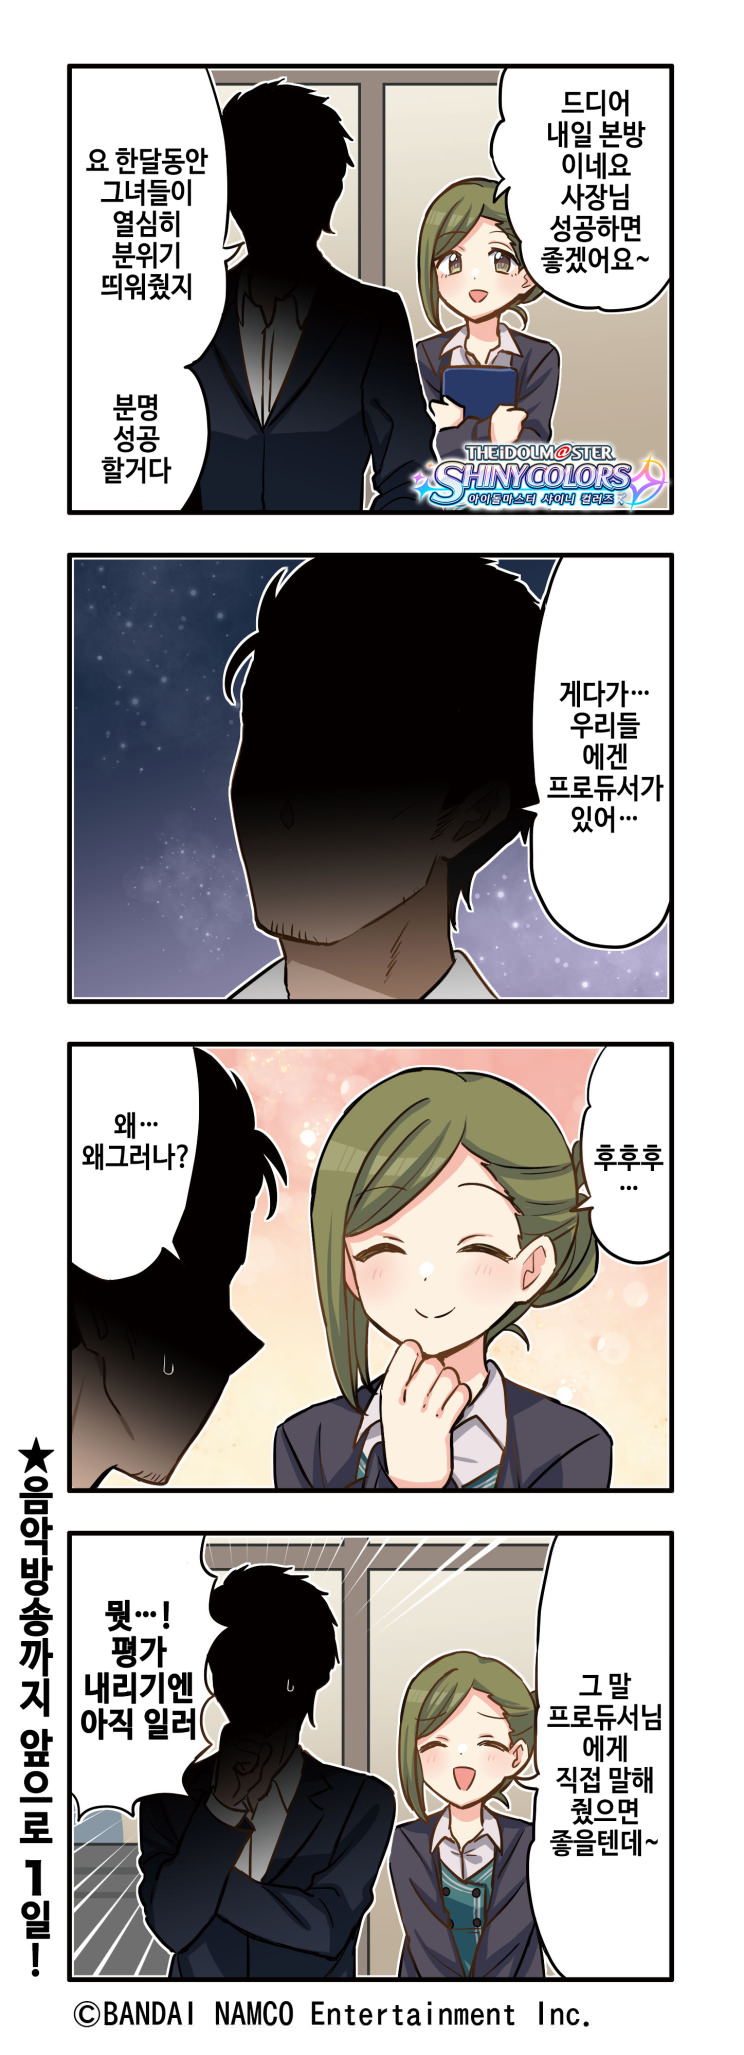 드디어
내일 본방
이네요
사장님
성공하면
좋겠어요~
요 한달동안
그녀들이
열심히
분위기
띄워줬지
분명
성공
할거다
THE iDOLM@STER
SHINY COLORS
아이돌마스터 샤이니 컬러즈
게다가…
우리들
에겐
프로듀서가
있어…
후후후
…
왜…
왜그러나?
그 말
프로듀서님
에게
직접 말해
줬으면
좋을텐데~
뭣…!
평가
내리기엔
아직 일러
★음악방송까지 앞으로 1일!
©BANDAI NAMCO Entertainment Inc.